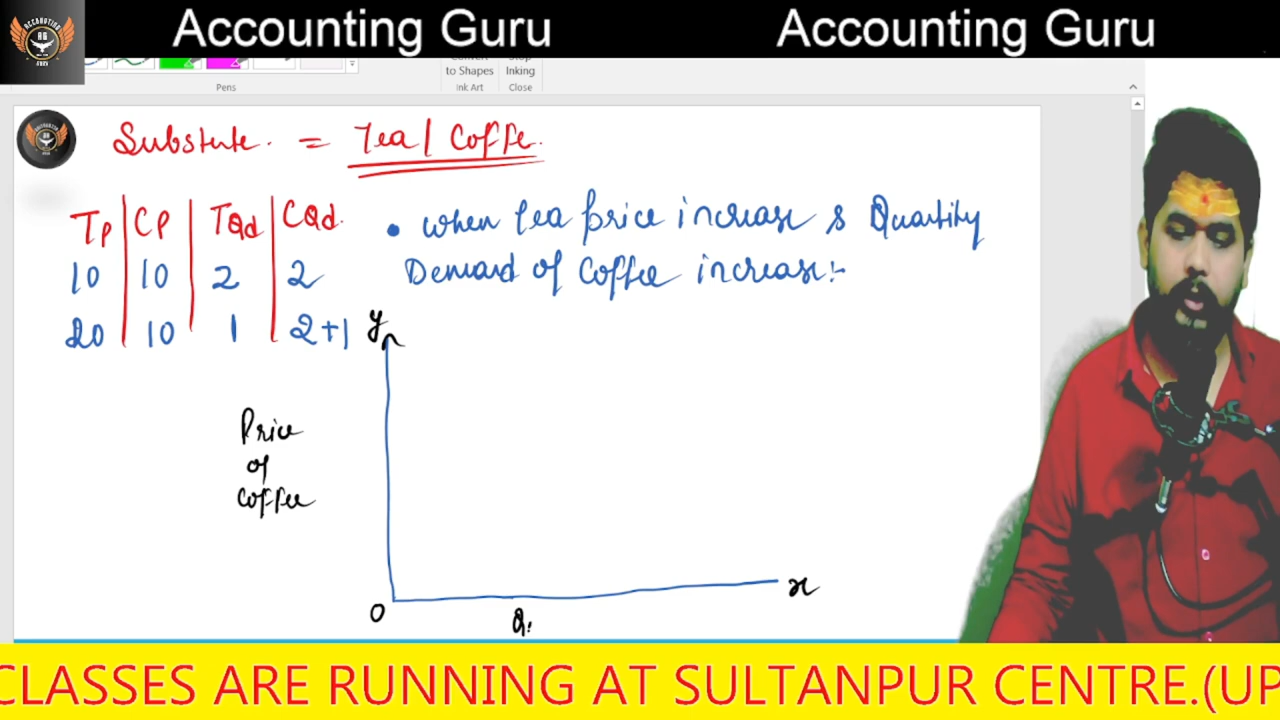 Accounting Guru
Accounting Guru
to Shapes
Inking
Pens
Ink Art
Close
Substute. = Tea / Coffe.
Tp | Cp | TQd | CQd.
10 | 10 | 2 | 2
20 | 10 | 1 | 2+1
• when tea price increase & Quantity
Demand of Coffee increase:-
y
Price
of
Coffee
O
x
CLASSES ARE RUNNING AT SULTANPUR CENTRE.(UP